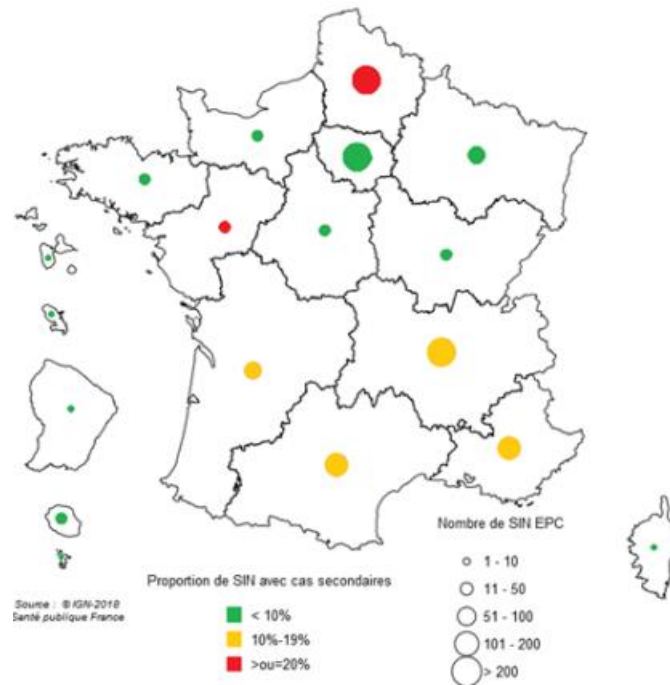 Nombre de SIN EPC
1 - 10
11 - 50
51 - 100
101 - 200
> 200
Proportion de SIN avec cas secondaires
< 10%
10%-19%
>ou=20%
Source : © IGN-2018
Santé publique France